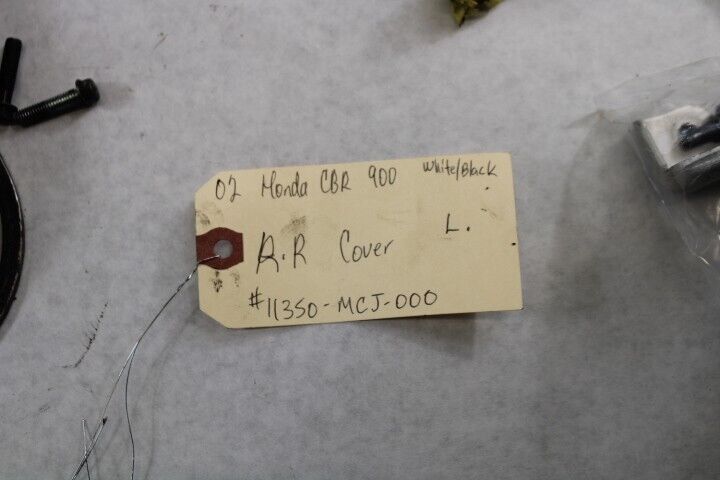 02 Honda CBR 900 White/Black
L.
R.R Cover
#11350-MCJ-000